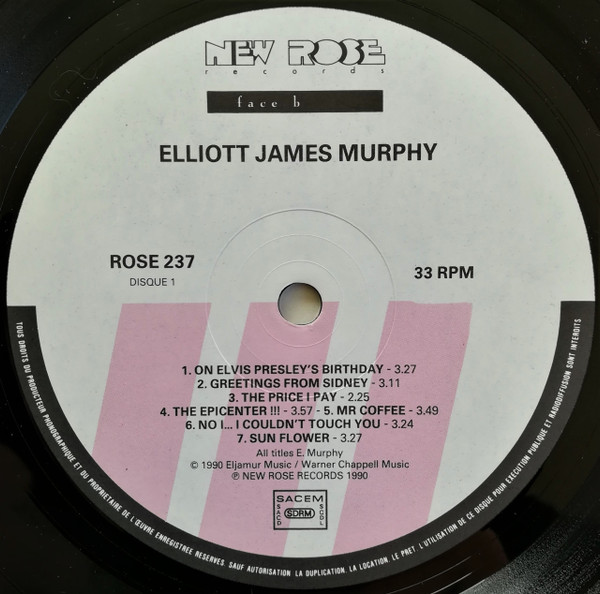 NEW ROSE
records
face b
ELLIOTT JAMES MURPHY
ROSE 237
DISQUE 1
33 RPM
1. ON ELVIS PRESLEY'S BIRTHDAY - 3.27
2. GREETINGS FROM SIDNEY - 3.11
3. THE PRICE I PAY - 2.25
4. THE EPICENTER !!! - 3.57 - 5. MR COFFEE - 3.49
6. NO I... I COULDN'T TOUCH YOU - 3.24
7. SUN FLOWER - 3.27
All titles E. Murphy
© 1990 Eljamur Music / Warner Chappell Music
℗ NEW ROSE RECORDS 1990
SACEM
SACD
SDRM
SGDL
TOUS DROITS DU PRODUCTEUR PHONOGRAPHIQUE ET DU PROPRIETAIRE DE L'ŒUVRE ENREGISTREE RESERVES. SAUF AUTORISATION LA DUPLICATION, LA LOCATION, LE PRET, L'UTILISATION DE CE DISQUE POUR EXECUTION PUBLIQUE ET RADIODIFFUSION SONT INTERDITS